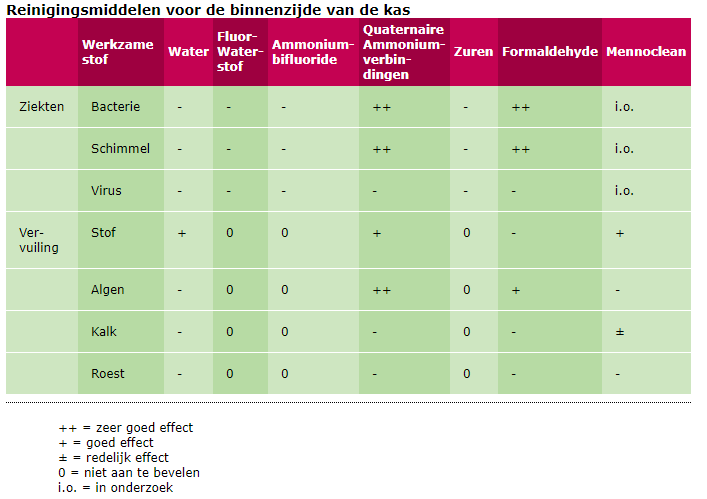 Reinigingsmiddelen voor de binnenzijde van de kas
Werkzame stof Water Fluor-Water-stof Ammonium-bifluoride Quaternaire Ammonium-verbin-dingen Zuren Formaldehyde Mennoclean
Ziekten Bacterie - - - ++ - ++ i.o.
Schimmel - - - ++ - ++ i.o.
Virus - - - - - - i.o.
Ver-vuiling Stof + 0 0 + 0 - +
Algen - 0 0 ++ 0 + -
Kalk - 0 0 - 0 - ±
Roest - 0 0 - 0 - -
++ = zeer goed effect
+ = goed effect
± = redelijk effect
0 = niet aan te bevelen
i.o. = in onderzoek